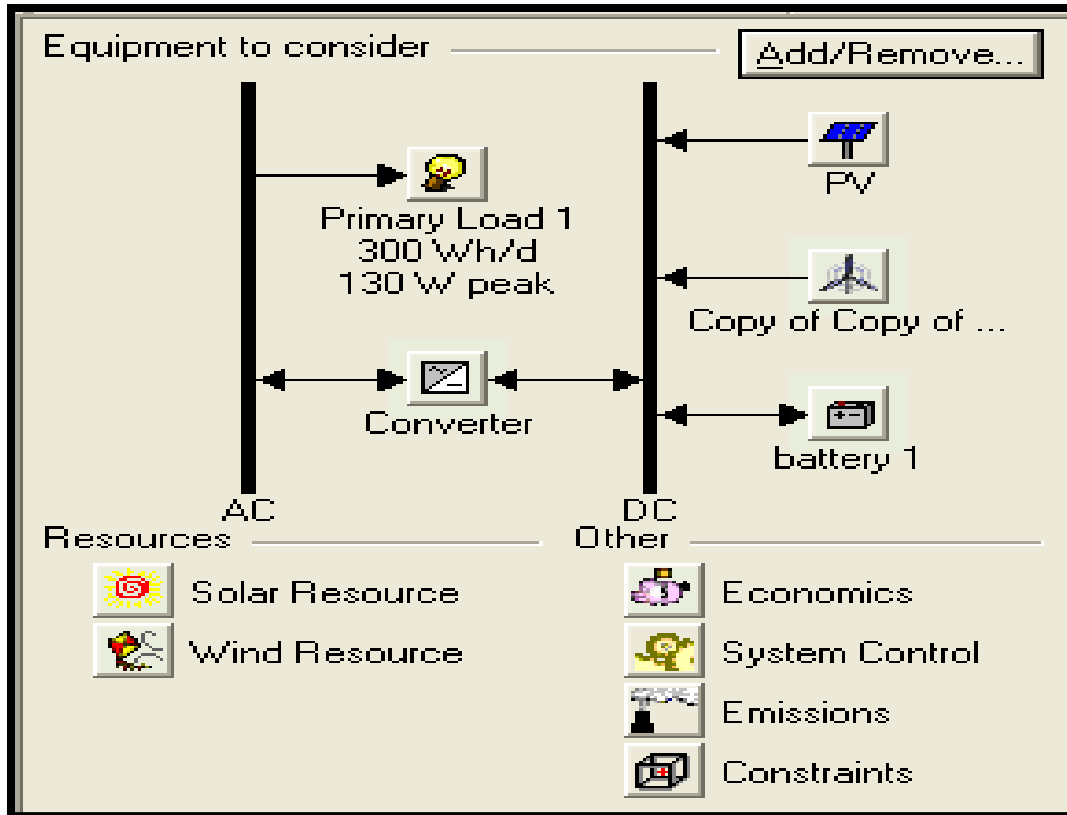 Equipment to consider
Add/Remove...
PV
Primary Load 1
300 Wh/d
130 W peak
Copy of Copy of ...
Converter
battery 1
AC
DC
Resources
Other
Solar Resource
Economics
Wind Resource
System Control
Emissions
Constraints